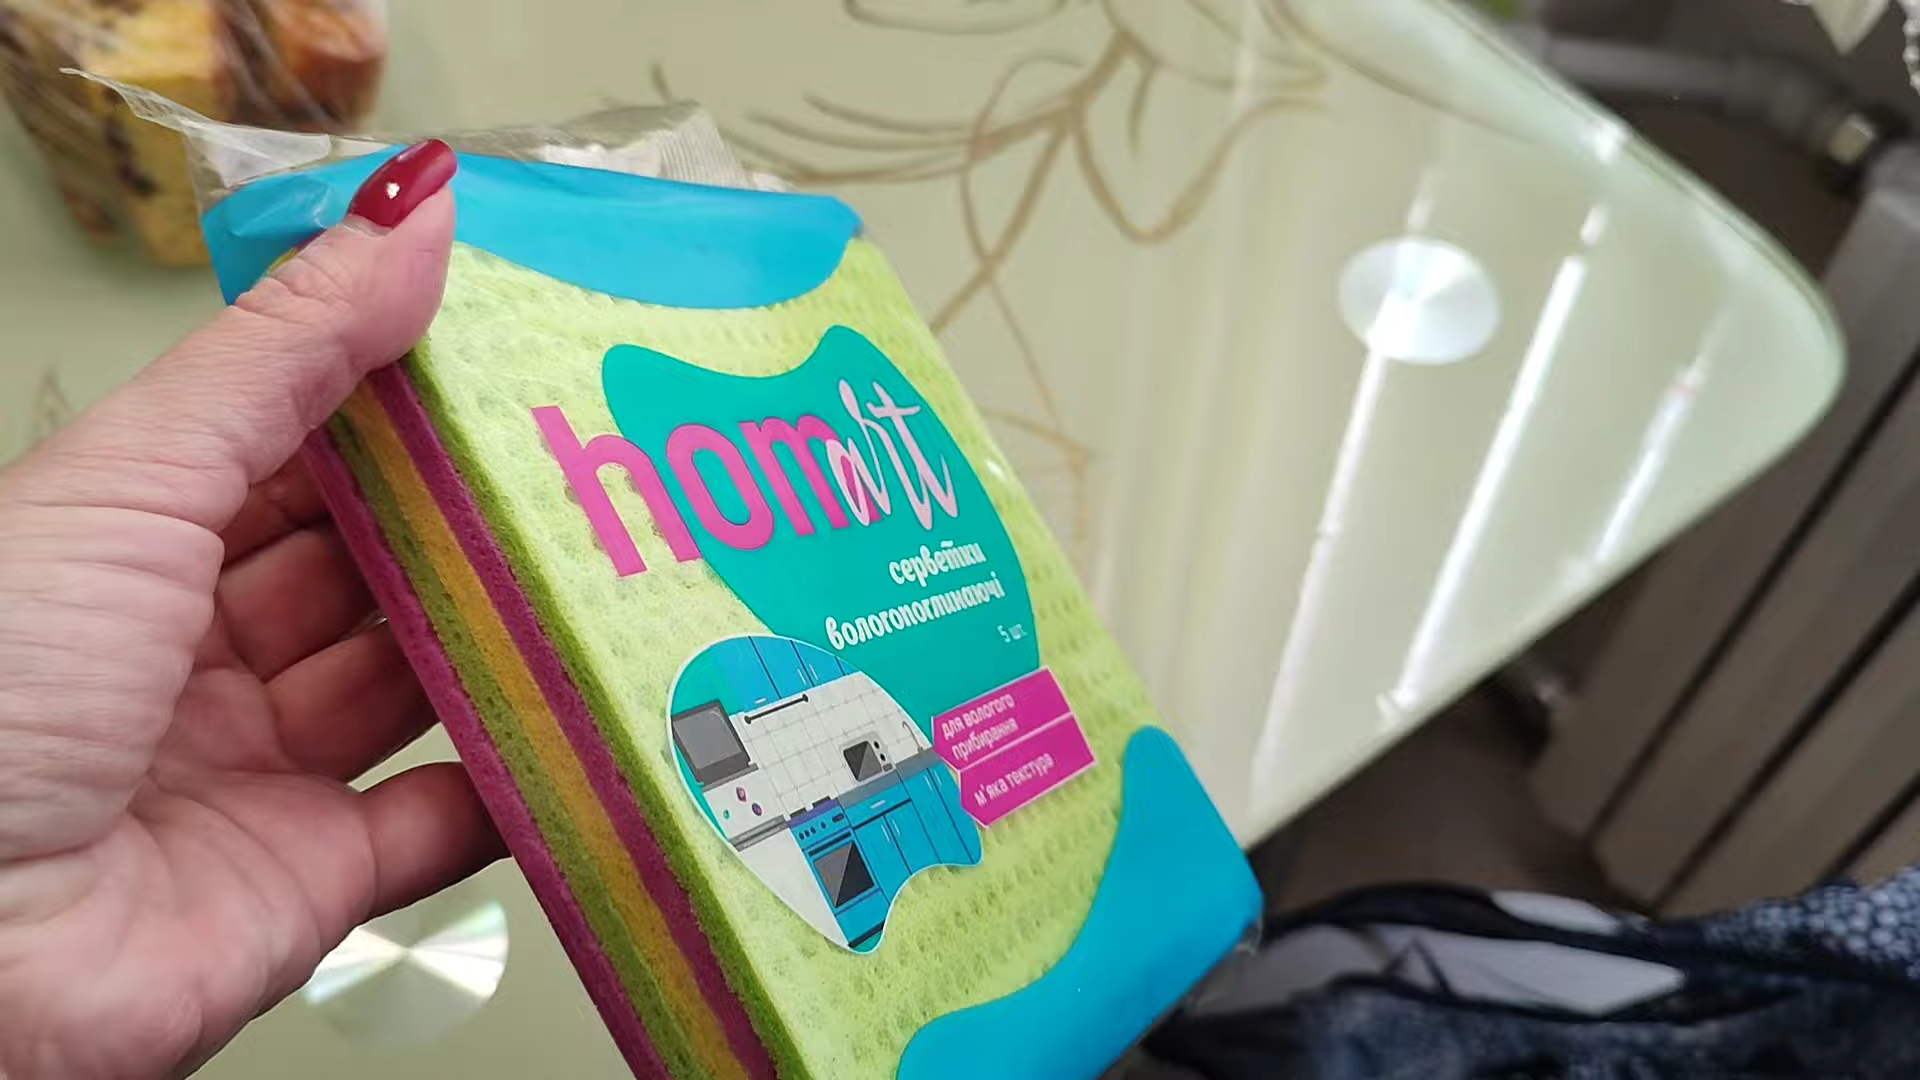 homart
серветки
вологопоглинаючі
5 шт.
для вологого
прибирання
м'яка текстура